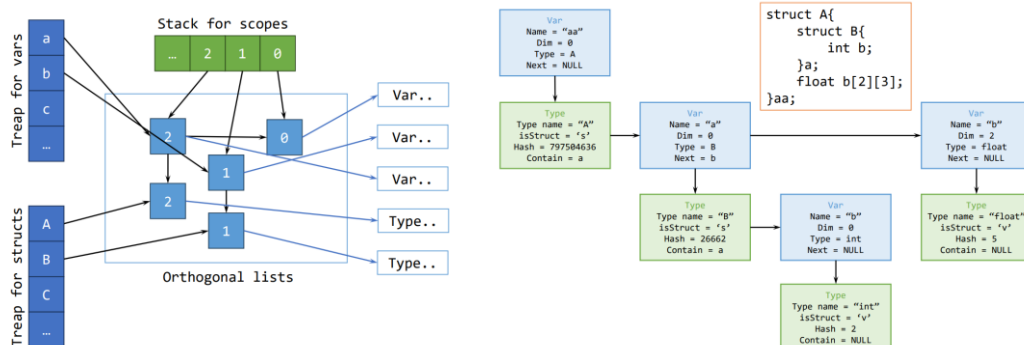 Stack for scopes
Treap for vars
a
b
c
…
… 2 1 0
2
0
1
2
1
Var..
Var..
Var..
Type..
Type..
Treap for structs
A
B
C
…
Orthogonal lists
Var
Name = “aa”
Dim = 0
Type = A
Next = NULL
struct A{
struct B{
int b;
}a;
float b[2][3];
}aa;
Type
Type name = “A”
isStruct = ‘s’
Hash = 797504636
Contain = a
Var
Name = “a”
Dim = 0
Type = B
Next = b
Var
Name = “b”
Dim = 2
Type = float
Next = NULL
Type
Type name = “B”
isStruct = ‘s’
Hash = 26662
Contain = a
Var
Name = “b”
Dim = 0
Type = int
Next = NULL
Type
Type name = “float”
isStruct = ‘v’
Hash = 5
Contain = NULL
Type
Type name = “int”
isStruct = ‘v’
Hash = 2
Contain = NULL